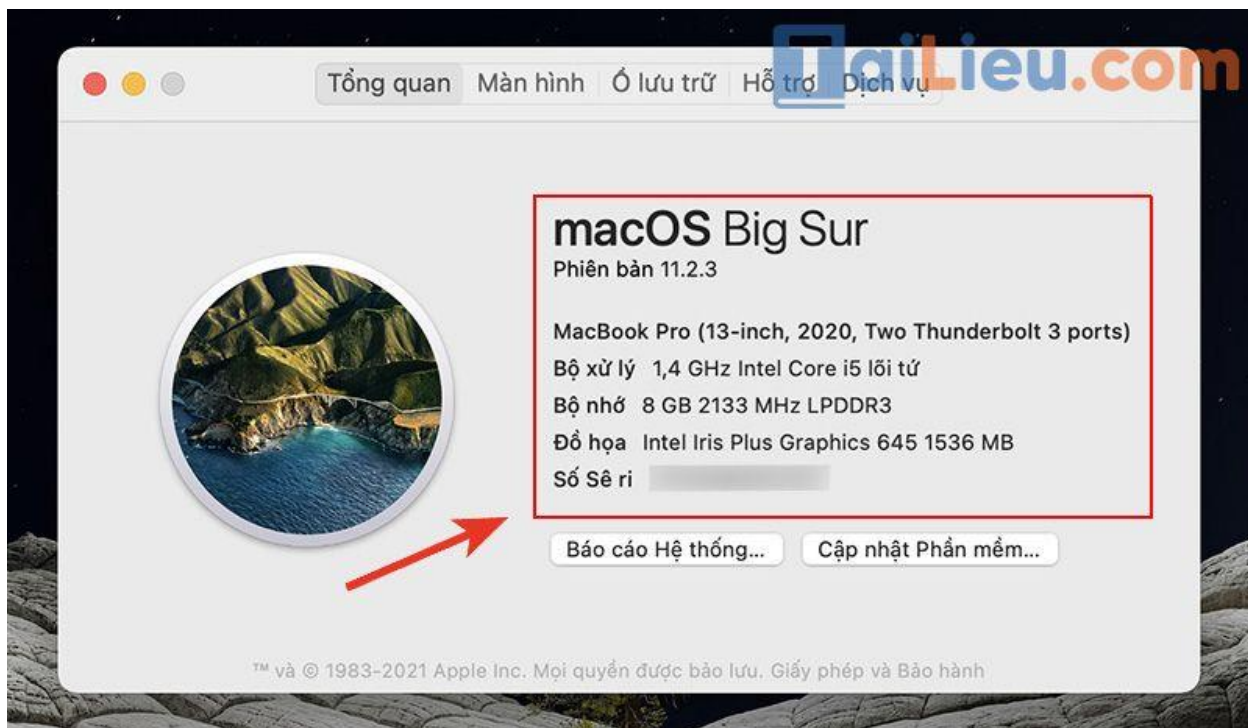 TaiLieu.com
Tổng quan Màn hình Ổ lưu trữ Hỗ trợ Dịch vụ
macOS Big Sur
Phiên bản 11.2.3
MacBook Pro (13-inch, 2020, Two Thunderbolt 3 ports)
Bộ xử lý 1,4 GHz Intel Core i5 lõi tứ
Bộ nhớ 8 GB 2133 MHz LPDDR3
Đồ họa Intel Iris Plus Graphics 645 1536 MB
Số Sê ri
Báo cáo Hệ thống... Cập nhật Phần mềm...
™ và © 1983-2021 Apple Inc. Mọi quyền được bảo lưu. Giấy phép và Bảo hành